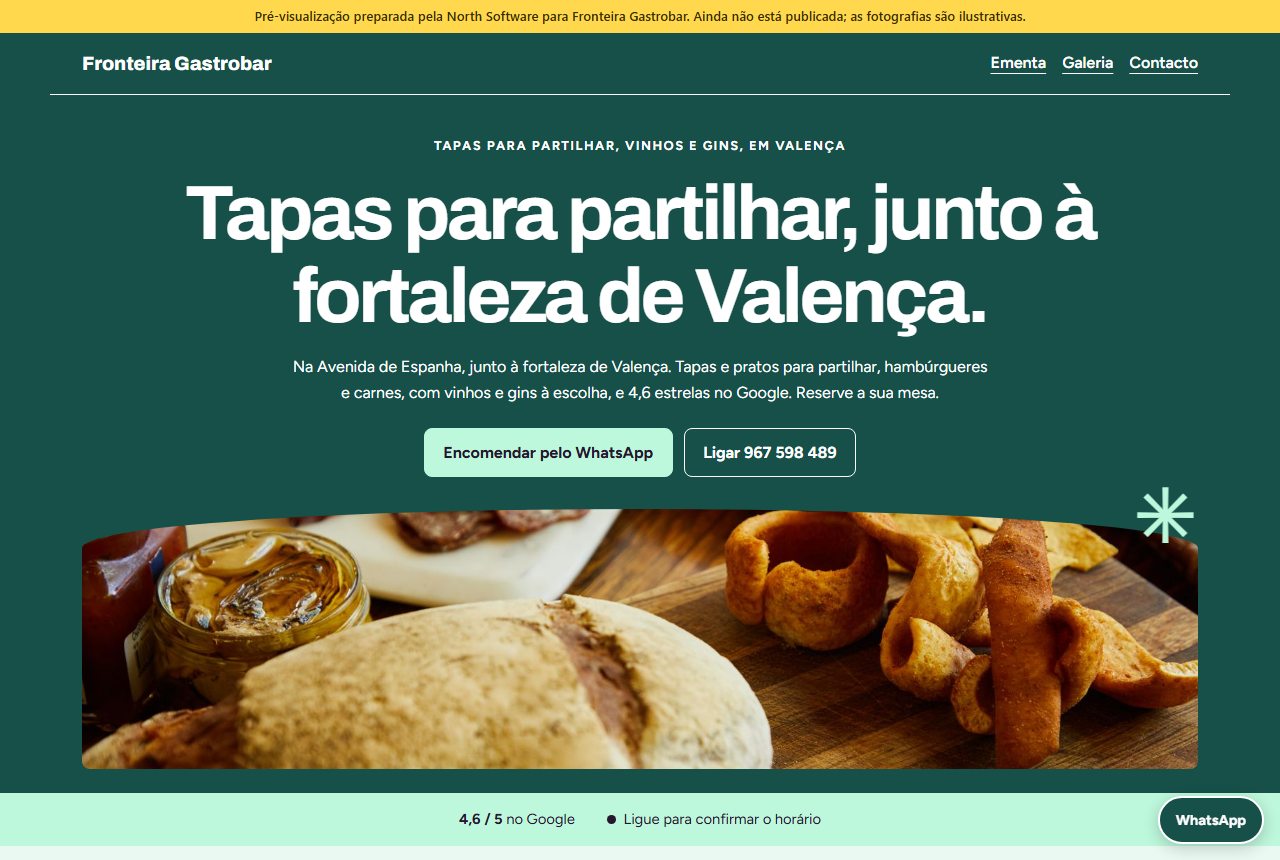 Pré-visualização preparada pela North Software para Fronteira Gastrobar. Ainda não está publicada; as fotografias são ilustrativas.
Fronteira Gastrobar
Ementa Galeria Contacto
TAPAS PARA PARTILHAR, VINHOS E GINS, EM VALENÇA
Tapas para partilhar, junto à
fortaleza de Valença.
Na Avenida de Espanha, junto à fortaleza de Valença. Tapas e pratos para partilhar, hambúrgueres
e carnes, com vinhos e gins à escolha, e 4,6 estrelas no Google. Reserve a sua mesa.
Encomendar pelo WhatsApp Ligar 967 598 489
4,6 / 5 no Google Ligue para confirmar o horário
WhatsApp